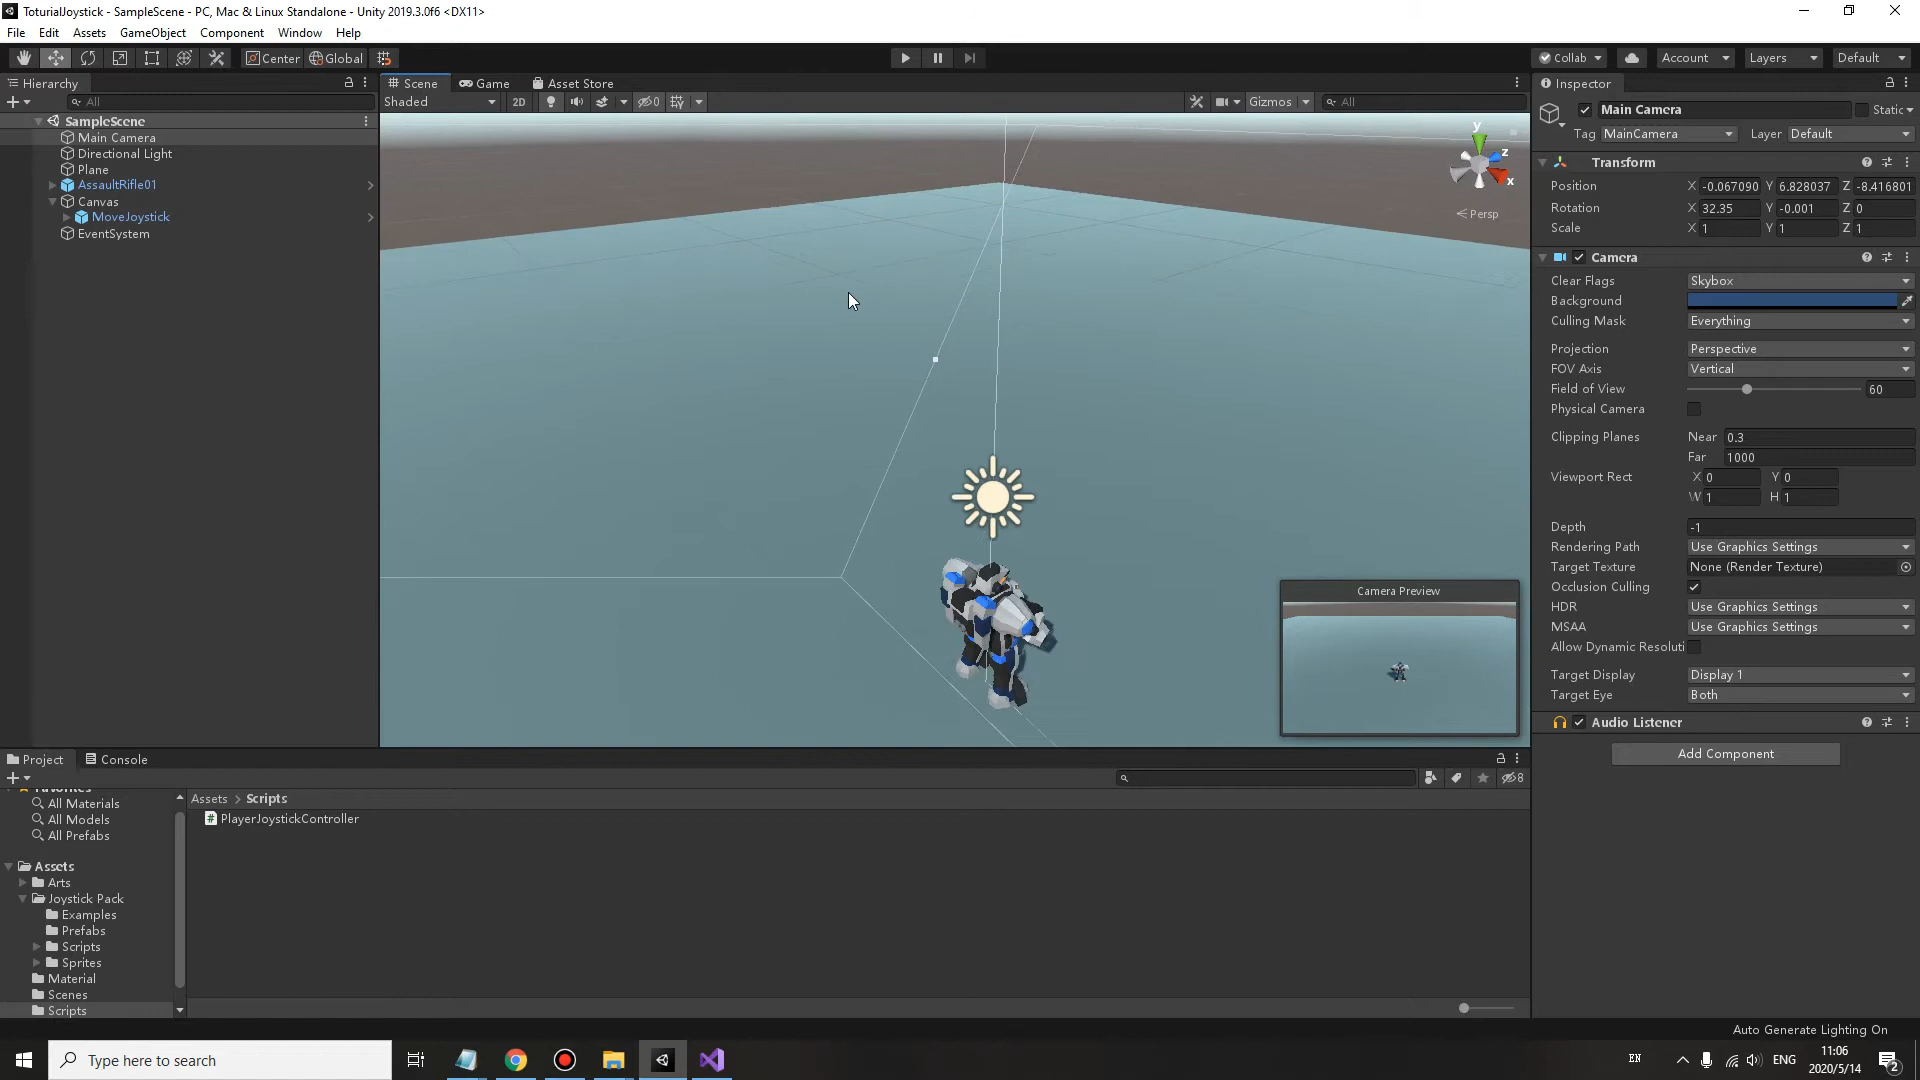 ToturialJoystick - SampleScene - PC, Mac & Linux Standalone - Unity 2019.3.0f6 <DX11>
File Edit Assets GameObject Component Window Help
Center Global Collab Account Layers Default
Hierarchy
All
SampleScene
Main Camera
Directional Light
Plane
AssaultRifle01
Canvas
MoveJoystick
EventSystem
Scene Game Asset Store
Shaded 2D 0 Gizmos All
y
z
x
Persp
Camera Preview
Inspector
Main Camera Static
Tag MainCamera Layer Default
Transform
Position X -0.067090 Y 6.828037 Z -8.416801
Rotation X 32.35 Y -0.001 Z 0
Scale X 1 Y 1 Z 1
Camera
Clear Flags Skybox
Background
Culling Mask Everything
Projection Perspective
FOV Axis Vertical
Field of View 60
Physical Camera
Clipping Planes Near 0.3
Far 1000
Viewport Rect X 0 Y 0
W 1 H 1
Depth -1
Rendering Path Use Graphics Settings
Target Texture None (Render Texture)
Occlusion Culling
HDR Use Graphics Settings
MSAA Use Graphics Settings
Allow Dynamic Resoluti
Target Display Display 1
Target Eye Both
Audio Listener
Add Component
Project Console
8
All Materials
All Models
All Prefabs
Assets
Arts
Joystick Pack
Examples
Prefabs
Scripts
Sprites
Material
Scenes
Scripts
Assets > Scripts
PlayerJoystickController
Auto Generate Lighting On
Type here to search
EN ENG
11:06
2020/5/14
2